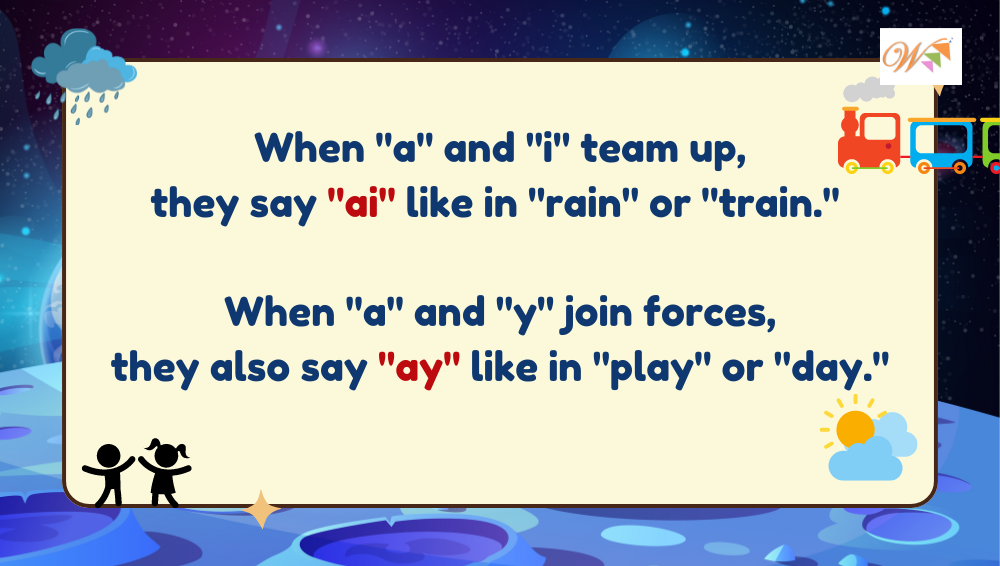 When "a" and "i" team up,
they say "ai" like in "rain" or "train."
When "a" and "y" join forces,
they also say "ay" like in "play" or "day."
W